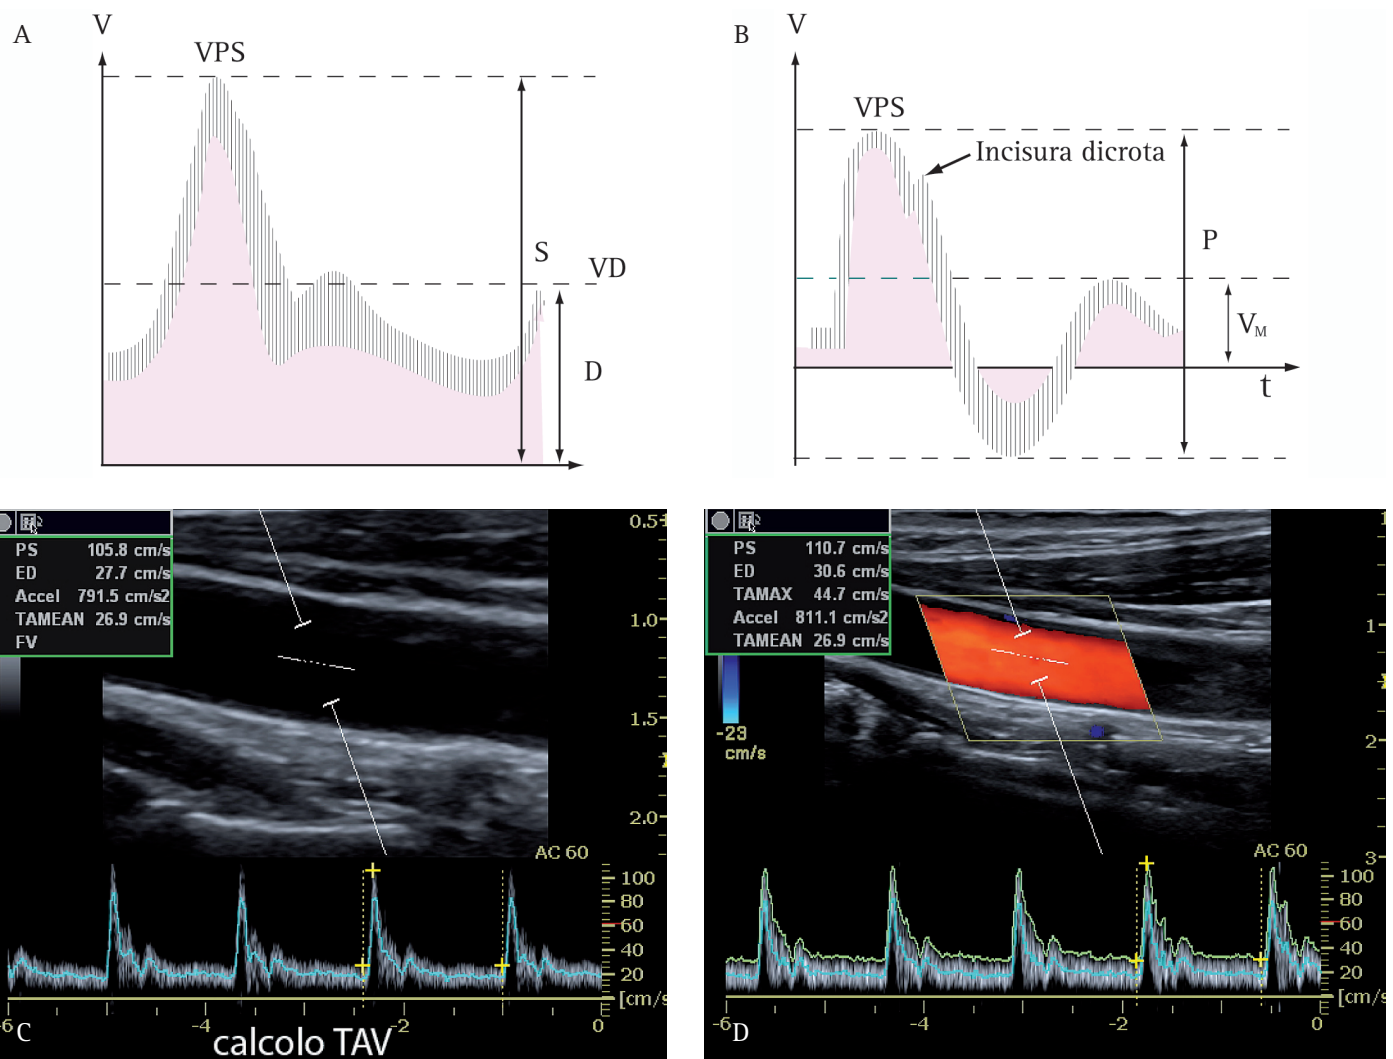 A
V
VPS
S
VD
D
B
V
VPS
Incisura dicrota
P
VM
t
PS 105.8 cm/s
ED 27.7 cm/s
Accel 791.5 cm/s2
TAMEAN 26.9 cm/s
FV
0.5
1.0
1.5
2.0
AC 60
100
80
60
40
20
[cm/s
-6
-4
-2
0
C
calcolo TAV
PS 110.7 cm/s
ED 30.6 cm/s
TAMAX 44.7 cm/s
Accel 811.1 cm/s2
TAMEAN 26.9 cm/s
-23
cm/s
1
2
3
AC 60
100
80
60
40
20
[cm/s
-6
-4
-2
0
D